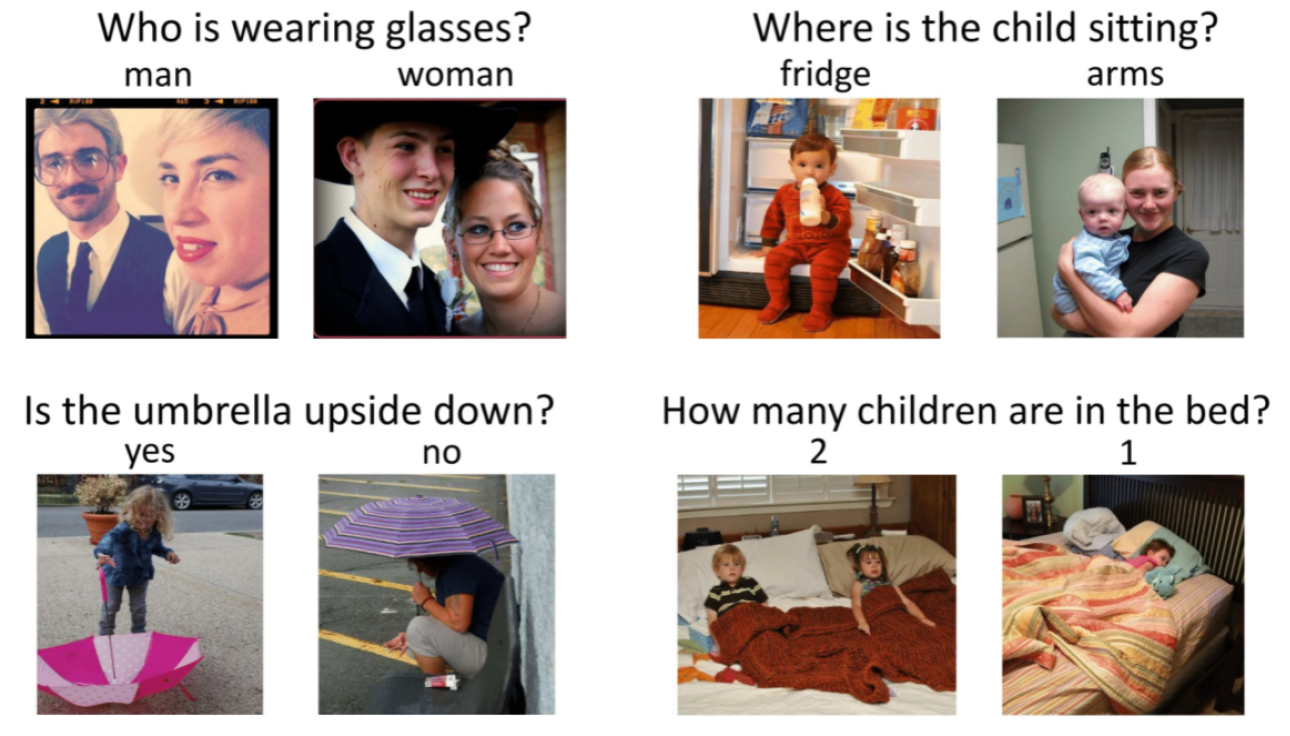 Who is wearing glasses?
man woman
Where is the child sitting?
fridge arms
Is the umbrella upside down?
yes no
How many children are in the bed?
2 1